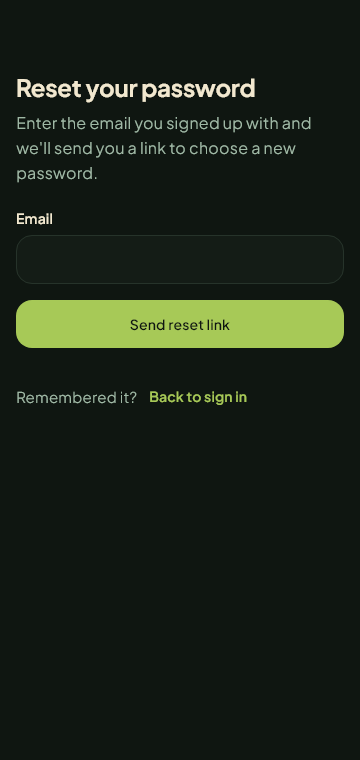 Reset your password
Enter the email you signed up with and
we'll send you a link to choose a new
password.
Email
Send reset link
Remembered it? Back to sign in